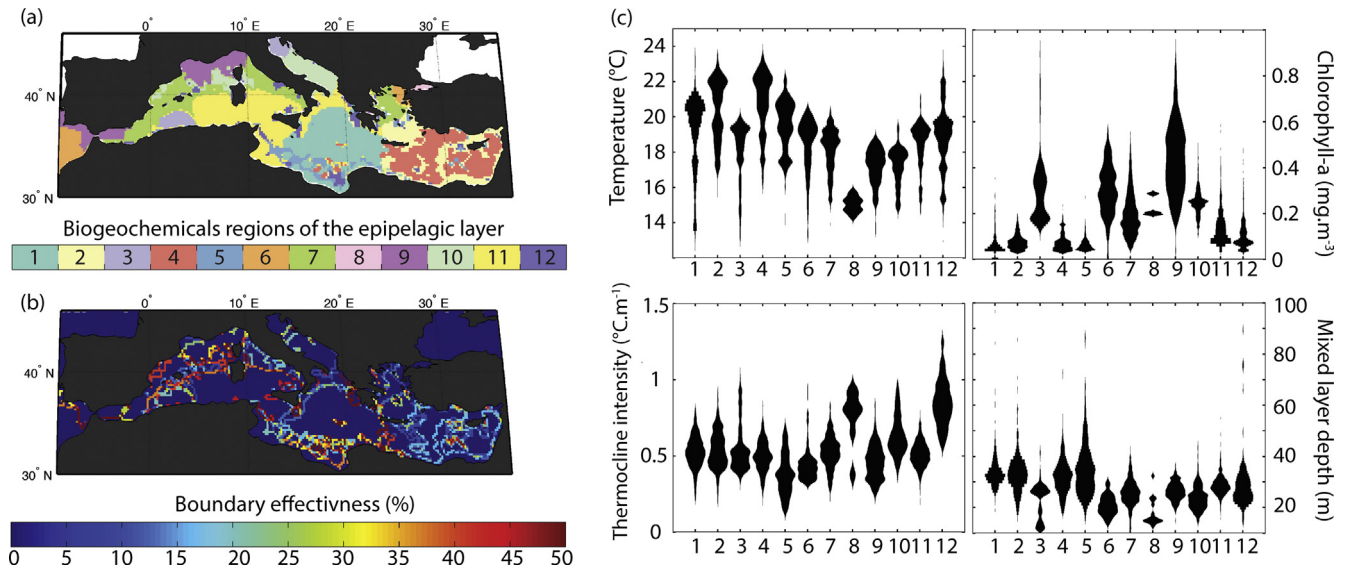 (a)
0° 10° E 20° E 30° E
40° N
30° N
Biogeochemicals regions of the epipelagic layer
1 2 3 4 5 6 7 8 9 10 11 12
(b)
0° 10° E 20° E 30° E
40° N
30° N
Boundary effectivness (%)
0 5 10 15 20 25 30 35 40 45 50
(c)
Temperature (°C)
24
22
20
18
16
14
1 2 3 4 5 6 7 8 9 10 11 12
Chlorophyll-a (mg.m-3)
0.8
0.6
0.4
0.2
0
1 2 3 4 5 6 7 8 9 10 11 12
Thermocline intensity (°C.m-1)
1.5
1
0.5
0
1 2 3 4 5 6 7 8 9 10 11 12
Mixed layer depth (m)
100
80
60
40
20
1 2 3 4 5 6 7 8 9 10 11 12